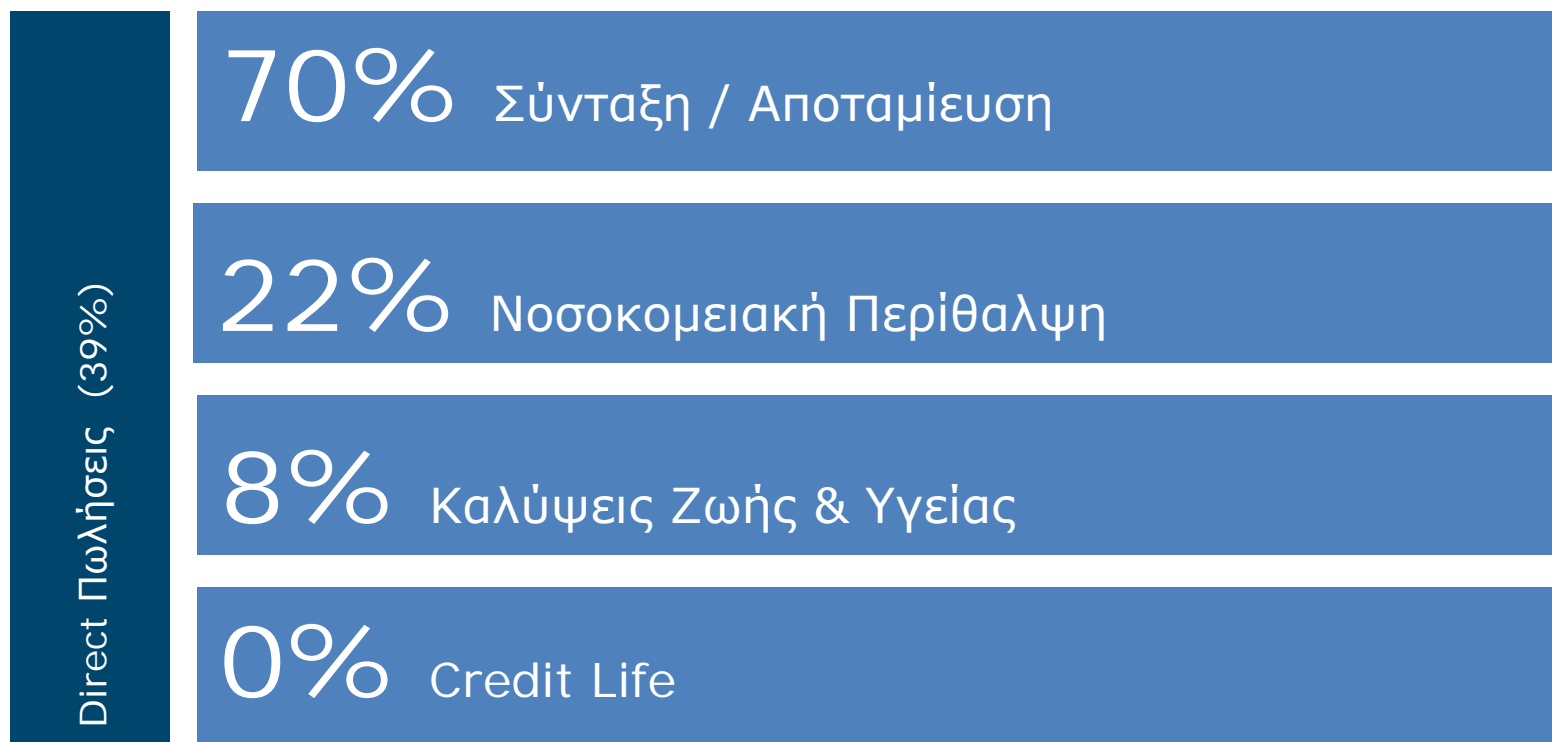 Direct Πωλήσεις (39%)
70% Σύνταξη / Αποταμίευση
22% Νοσοκομειακή Περίθαλψη
8% Καλύψεις Ζωής & Υγείας
0% Credit Life